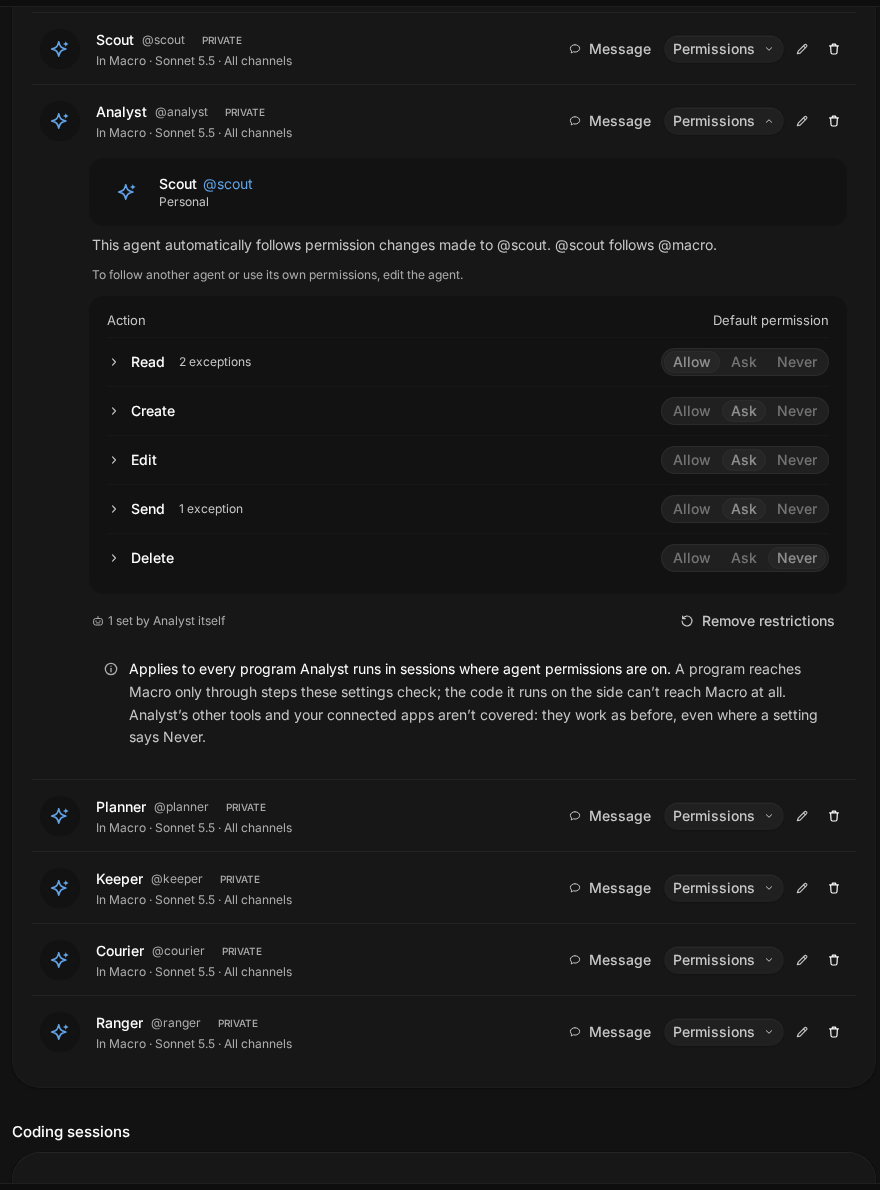 Scout @scout PRIVATE
In Macro · Sonnet 5.5 · All channels
Message Permissions
Analyst @analyst PRIVATE
In Macro · Sonnet 5.5 · All channels
Message Permissions
Scout @scout
Personal
This agent automatically follows permission changes made to @scout. @scout follows @macro.
To follow another agent or use its own permissions, edit the agent.
Action Default permission
Read 2 exceptions Allow Ask Never
Create Allow Ask Never
Edit Allow Ask Never
Send 1 exception Allow Ask Never
Delete Allow Ask Never
1 set by Analyst itself Remove restrictions
Applies to every program Analyst runs in sessions where agent permissions are on. A program reaches
Macro only through steps these settings check; the code it runs on the side can’t reach Macro at all.
Analyst’s other tools and your connected apps aren’t covered: they work as before, even where a setting
says Never.
Planner @planner PRIVATE
In Macro · Sonnet 5.5 · All channels
Message Permissions
Keeper @keeper PRIVATE
In Macro · Sonnet 5.5 · All channels
Message Permissions
Courier @courier PRIVATE
In Macro · Sonnet 5.5 · All channels
Message Permissions
Ranger @ranger PRIVATE
In Macro · Sonnet 5.5 · All channels
Message Permissions
Coding sessions